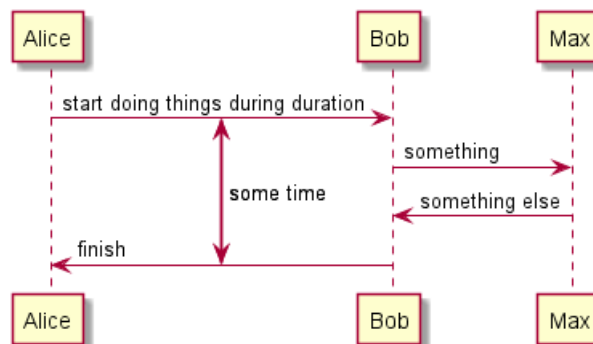 Alice Bob Max
start doing things during duration
something
some time
something else
finish
Alice Bob Max